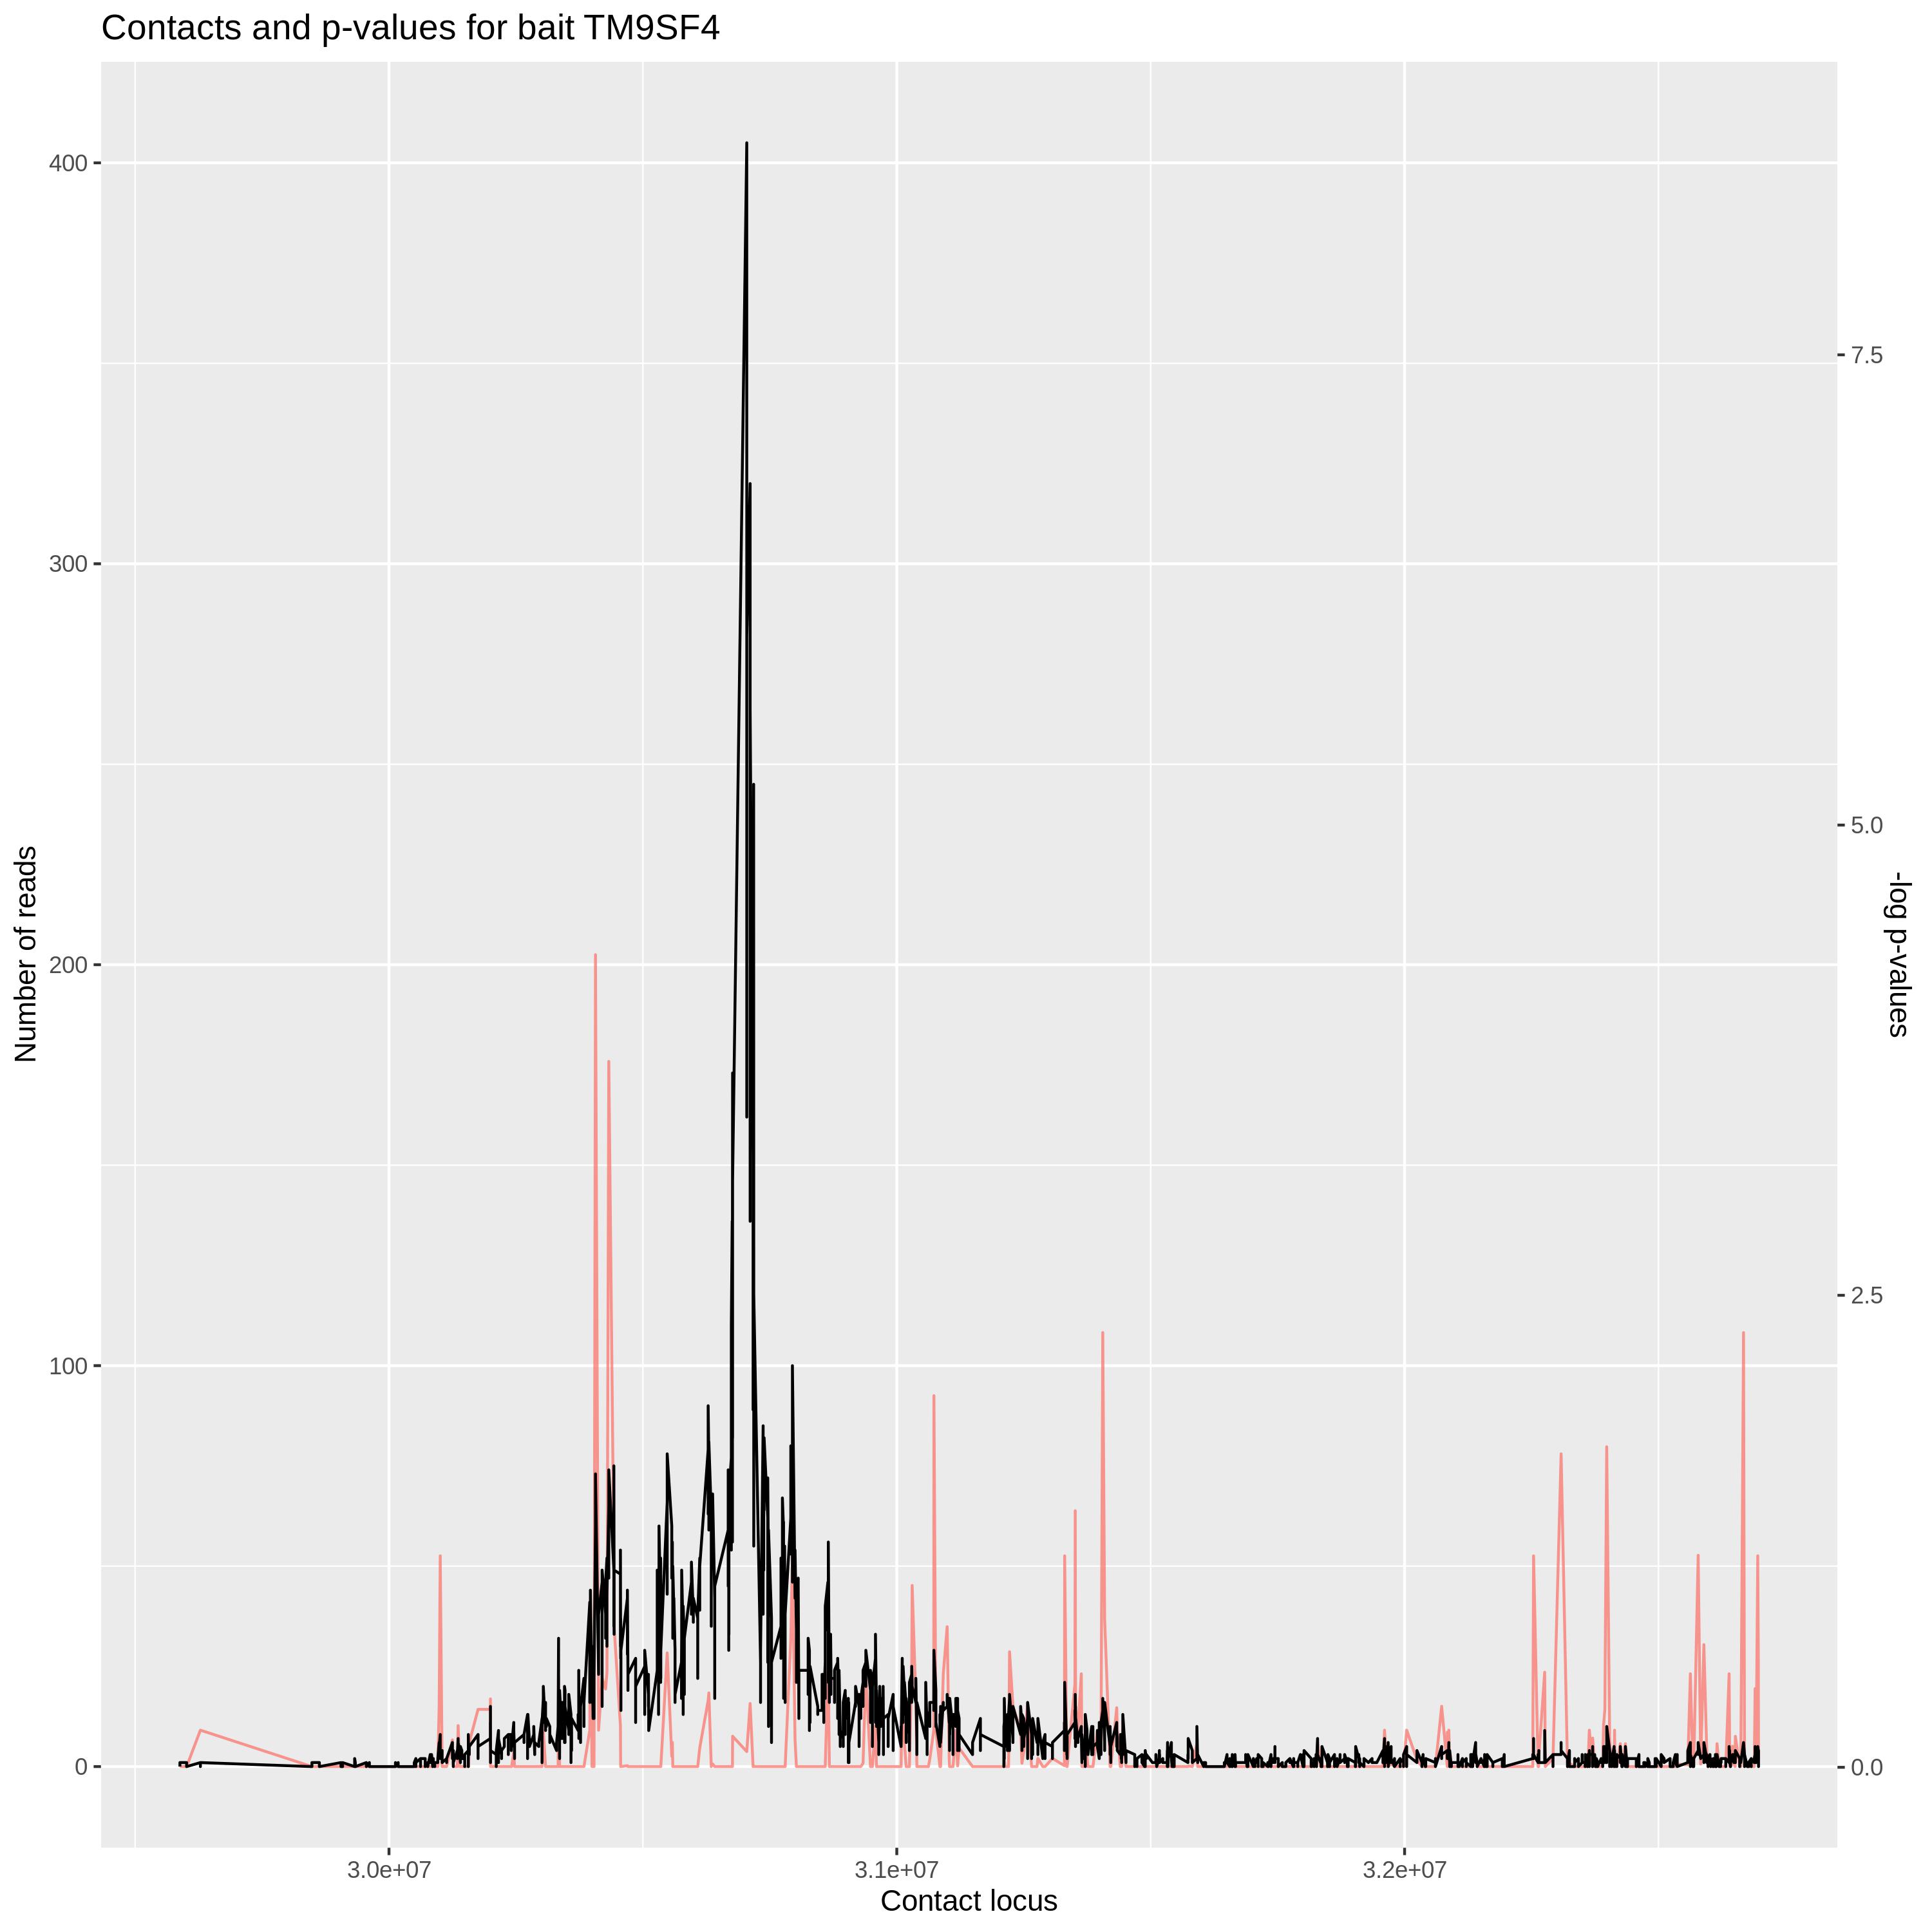 Contacts and p-values for bait TM9SF4
400
300
200
100
0
Number of reads
7.5
5.0
2.5
0.0
-log p-values
3.0e+07
3.1e+07
3.2e+07
Contact locus